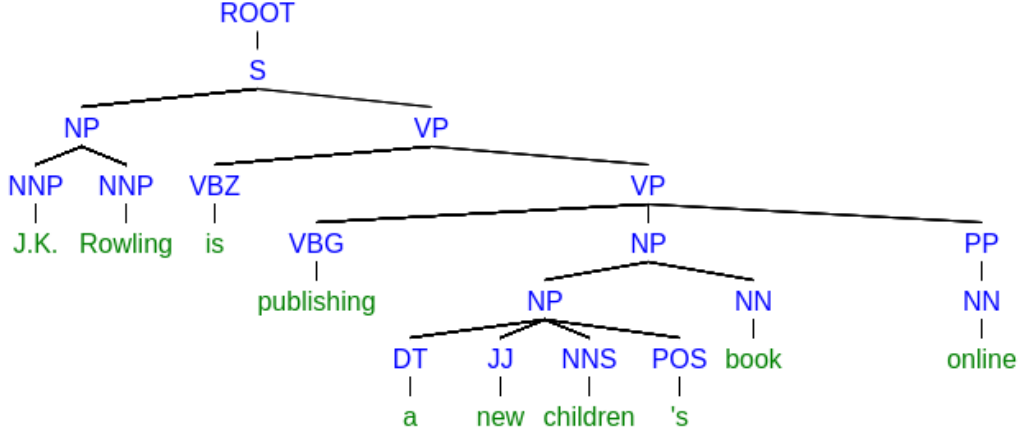 ROOT
S
NP VP
NNP NNP VBZ VP
J.K. Rowling is VBG NP PP
publishing NP NN NN
DT JJ NNS POS book online
a new children 's